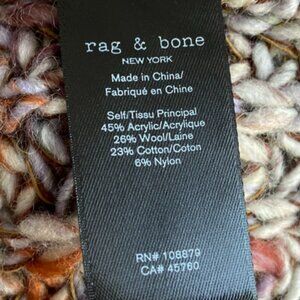 rag & bone
NEW YORK
Made in China/
Fabriqué en Chine
Self/Tissu Principal
45% Acrylic/Acrylique
26% Wool/Laine
23% Cotton/Coton
6% Nylon
RN# 108879
CA# 45760